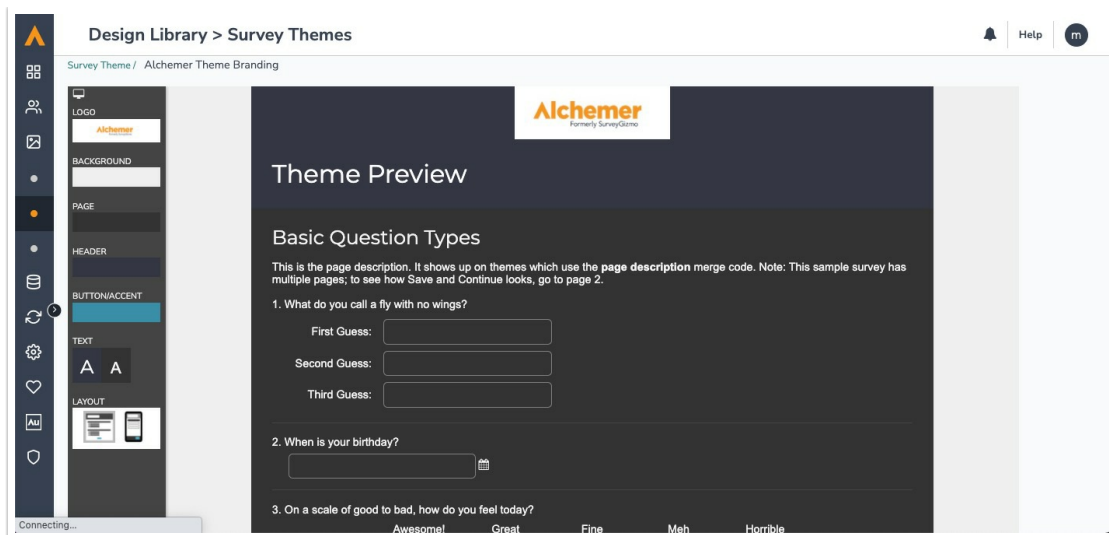 Design Library > Survey Themes
Help
m
Survey Theme / Alchemer Theme Branding
LOGO
Alchemer
BACKGROUND
PAGE
HEADER
BUTTON/ACCENT
TEXT
A A
LAYOUT
Au
Connecting...
Alchemer
Formerly SurveyGizmo
Theme Preview
Basic Question Types
This is the page description. It shows up on themes which use the page description merge code. Note: This sample survey has
multiple pages; to see how Save and Continue looks, go to page 2.
1. What do you call a fly with no wings?
First Guess:
Second Guess:
Third Guess:
2. When is your birthday?
3. On a scale of good to bad, how do you feel today?
Awesome! Great Fine Meh Horrible